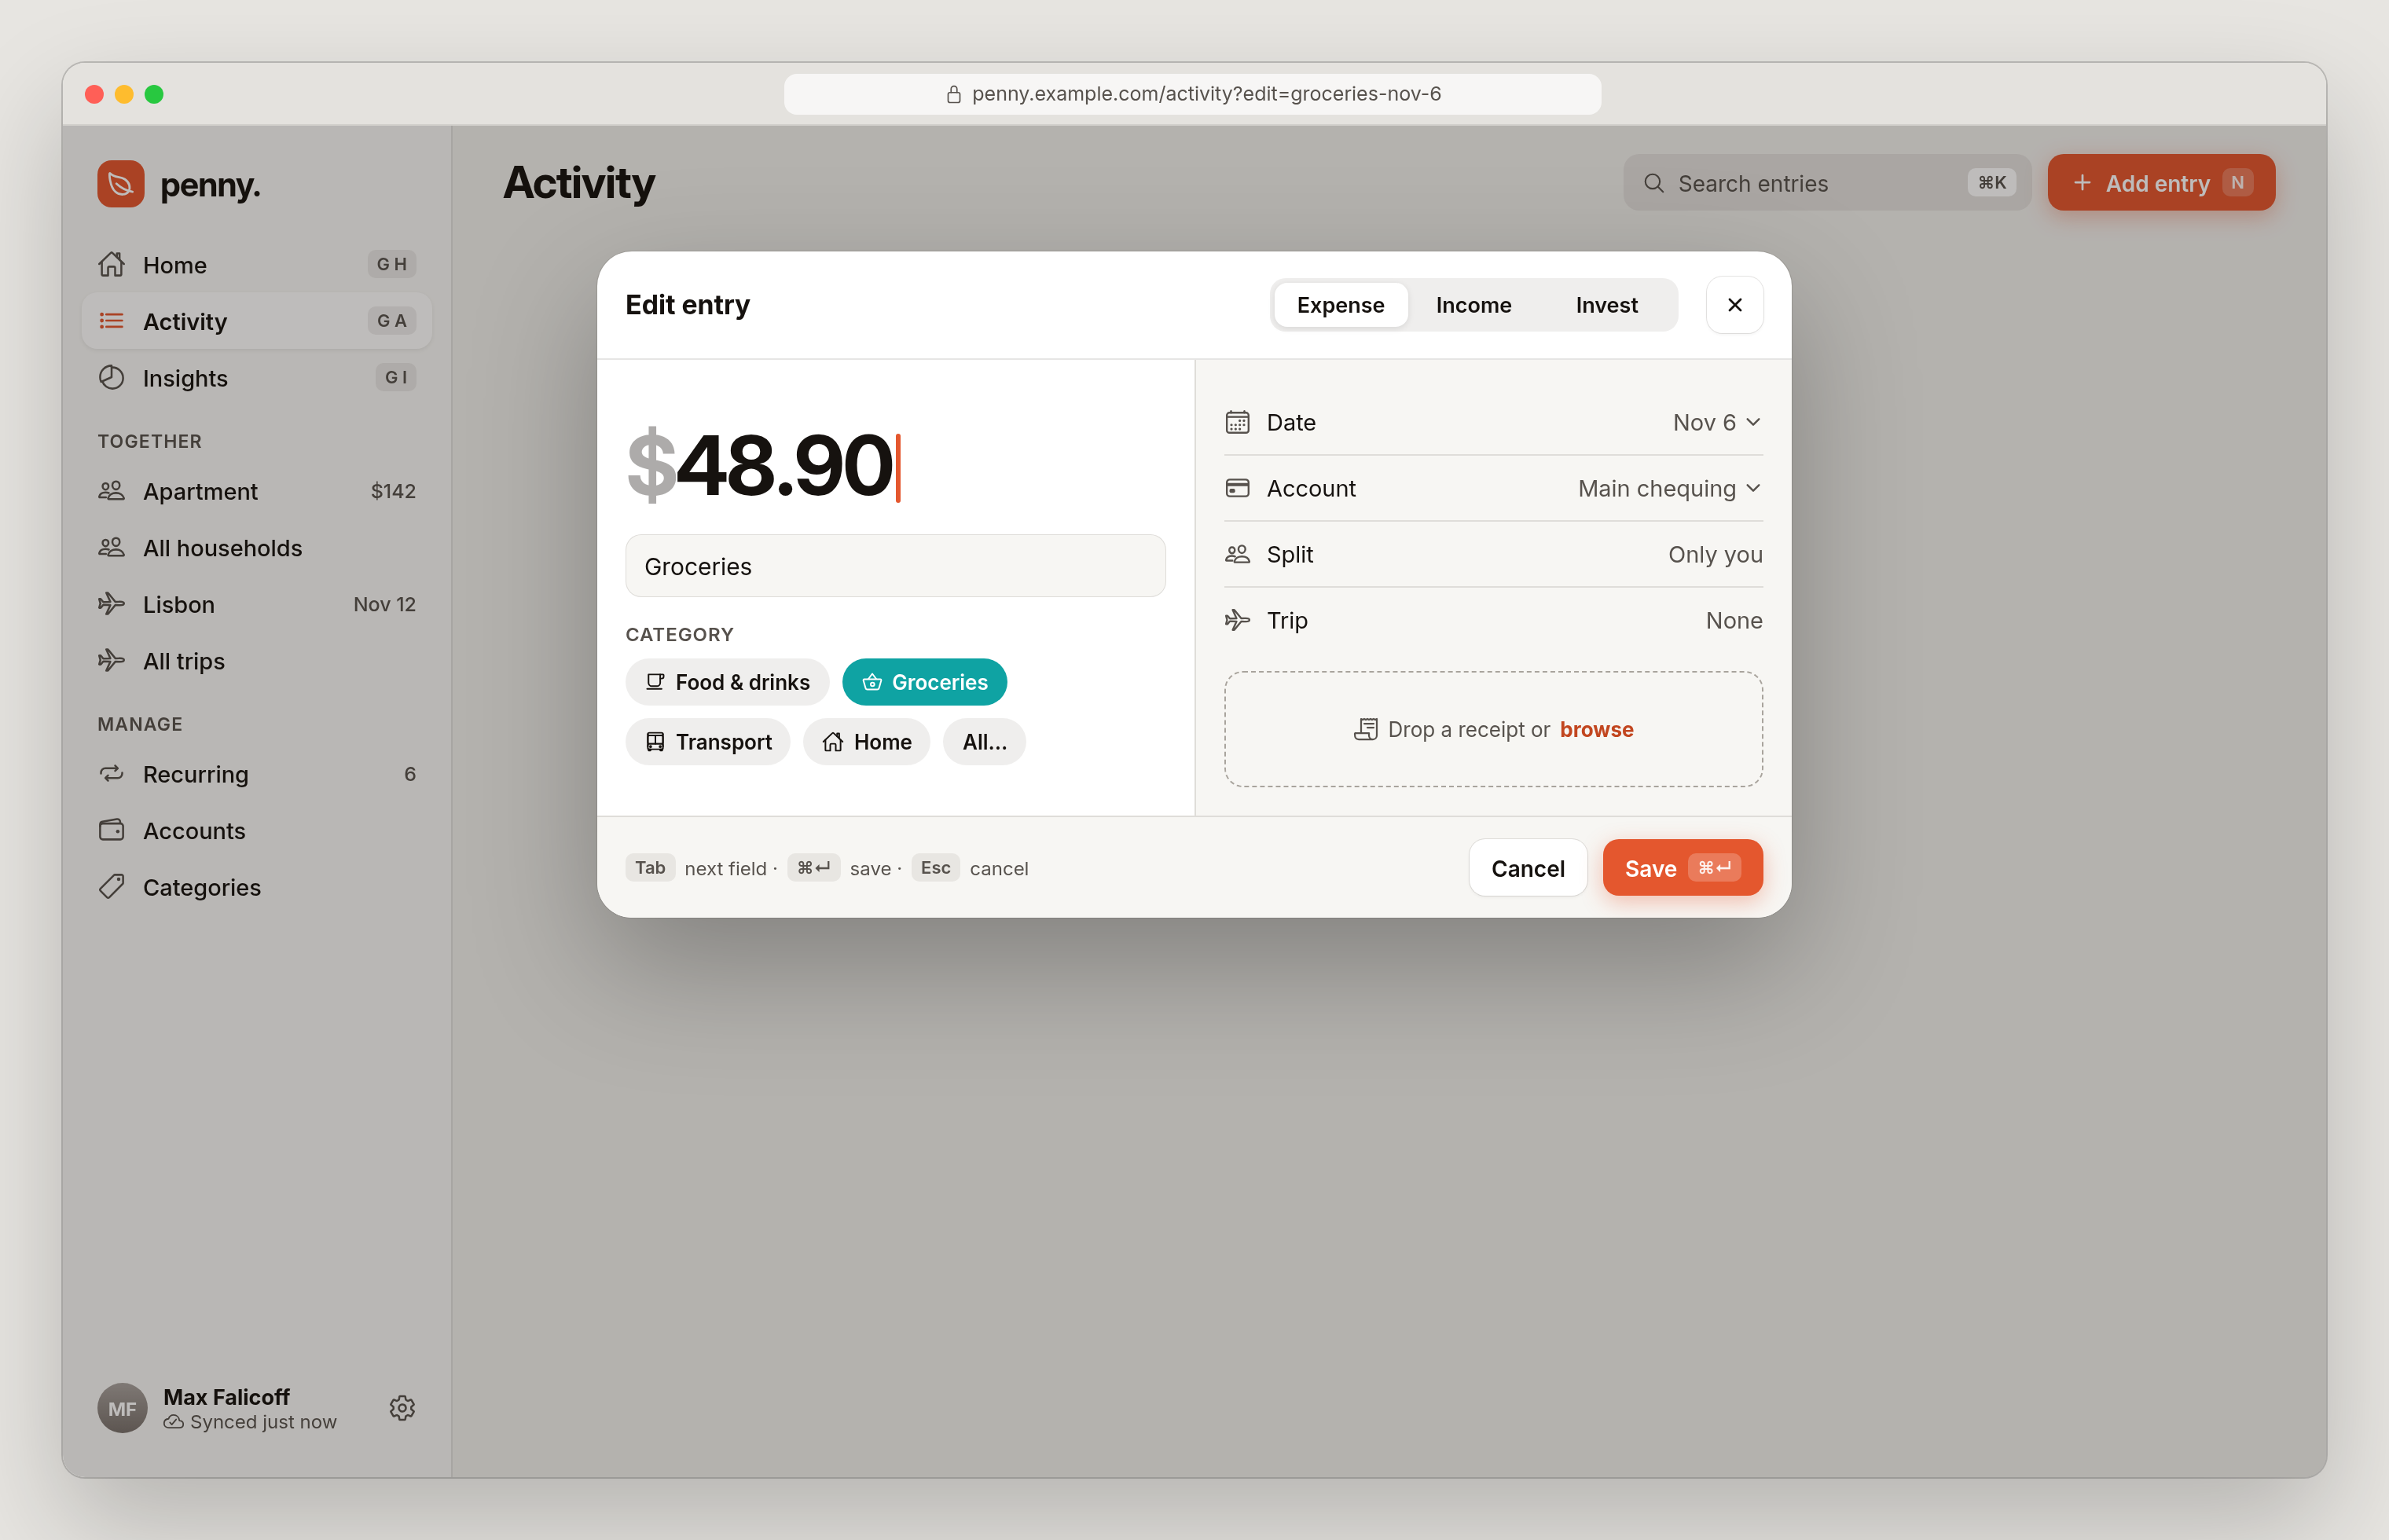 penny.example.com/activity?edit=groceries-nov-6
penny.
Activity
Search entries
⌘K
Add entry
N
Home
G H
Activity
G A
Insights
G I
TOGETHER
Apartment
$142
All households
Lisbon
Nov 12
All trips
MANAGE
Recurring
6
Accounts
Categories
MF
Max Falicoff
Synced just now
Edit entry
Expense
Income
Invest
$48.90
Groceries
CATEGORY
Food & drinks
Groceries
Transport
Home
All...
Date
Nov 6
Account
Main chequing
Split
Only you
Trip
None
Drop a receipt or browse
Tab next field · ⌘↵ save · Esc cancel
Cancel
Save ⌘↵